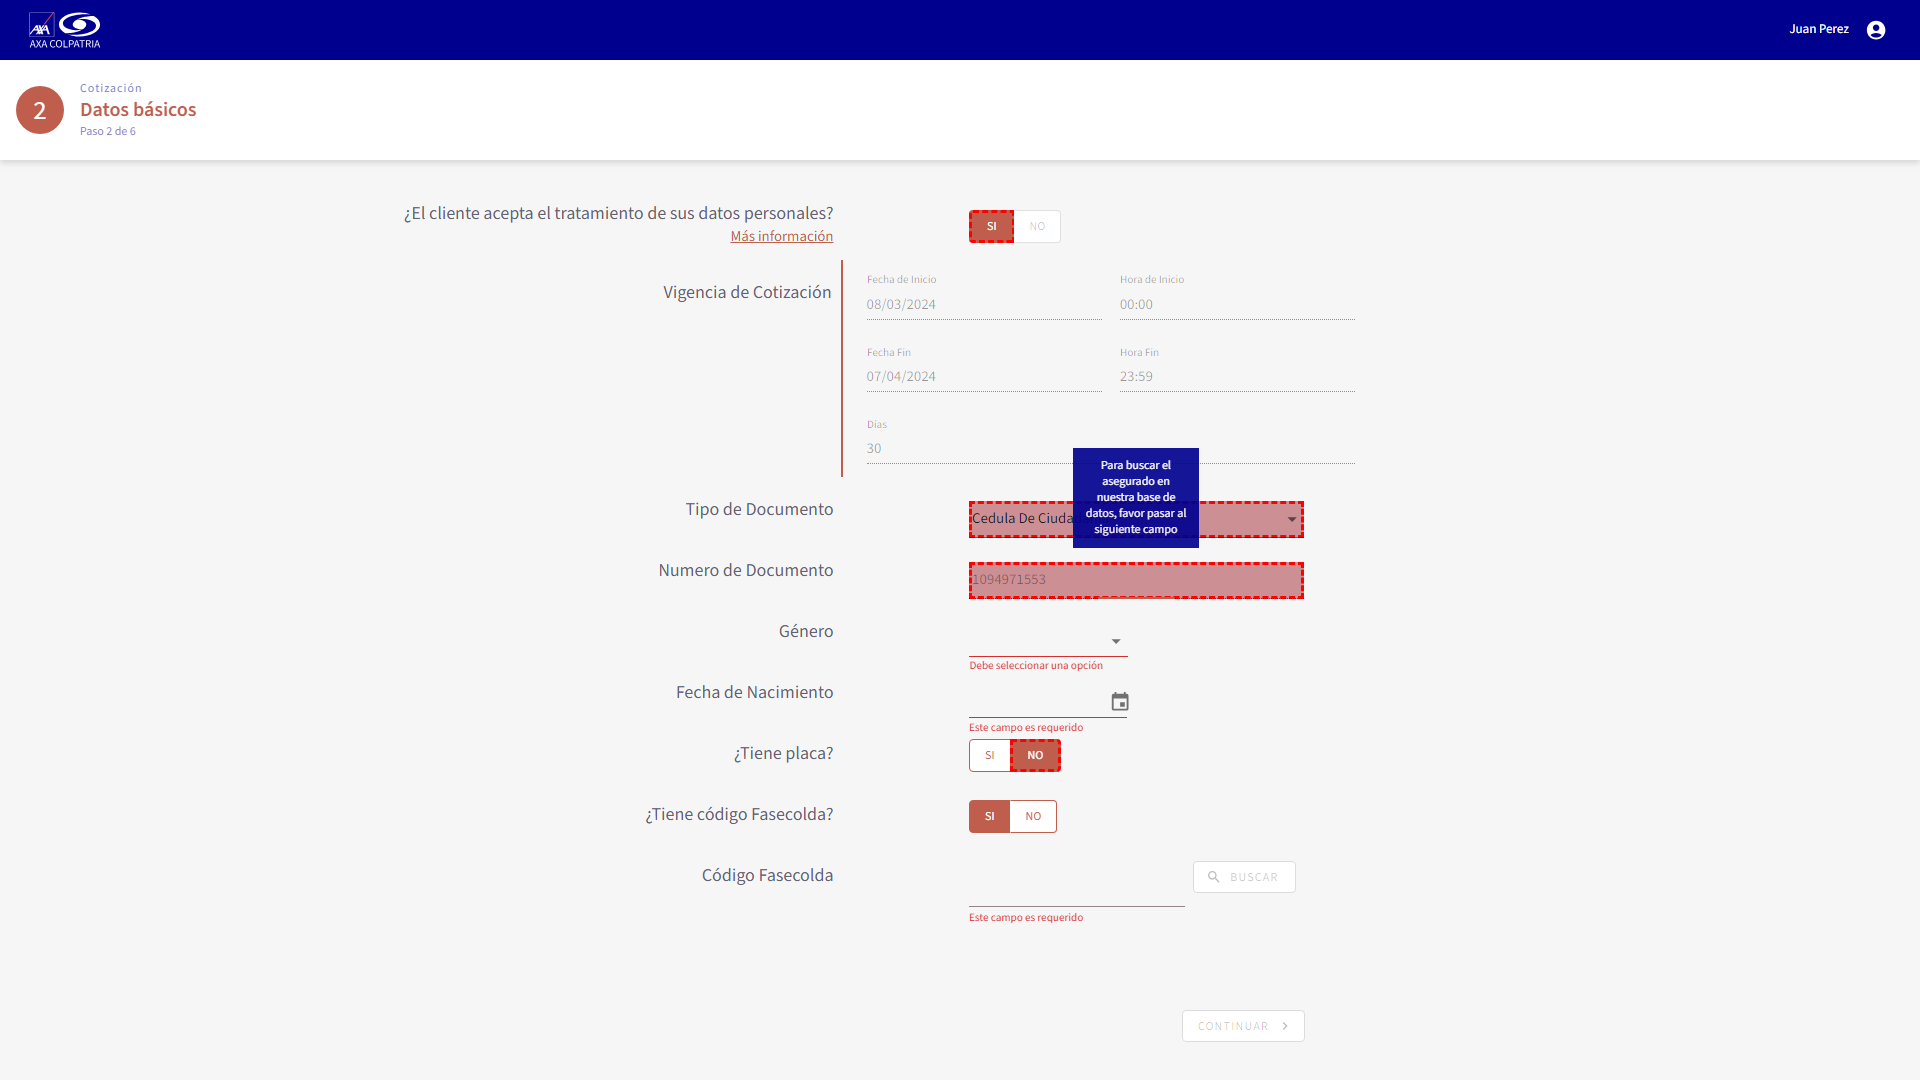 AXA
AXA COLPATRIA
Juan Perez
2
Cotización
Datos básicos
Paso 2 de 6
¿El cliente acepta el tratamiento de sus datos personales?
Más información
SI
NO
Vigencia de Cotización
Fecha de Inicio
Hora de Inicio
08/03/2024
00:00
Fecha Fin
Hora Fin
07/04/2024
23:59
Días
30
Para buscar el
asegurado en
nuestra base de
datos, favor pasar al
siguiente campo
Tipo de Documento
Cedula De
Numero de Documento
1094971553
Género
Debe seleccionar una opción
Fecha de Nacimiento
Este campo es requerido
¿Tiene placa?
SI
NO
¿Tiene código Fasecolda?
SI
NO
Código Fasecolda
BUSCAR
Este campo es requerido
CONTINUAR